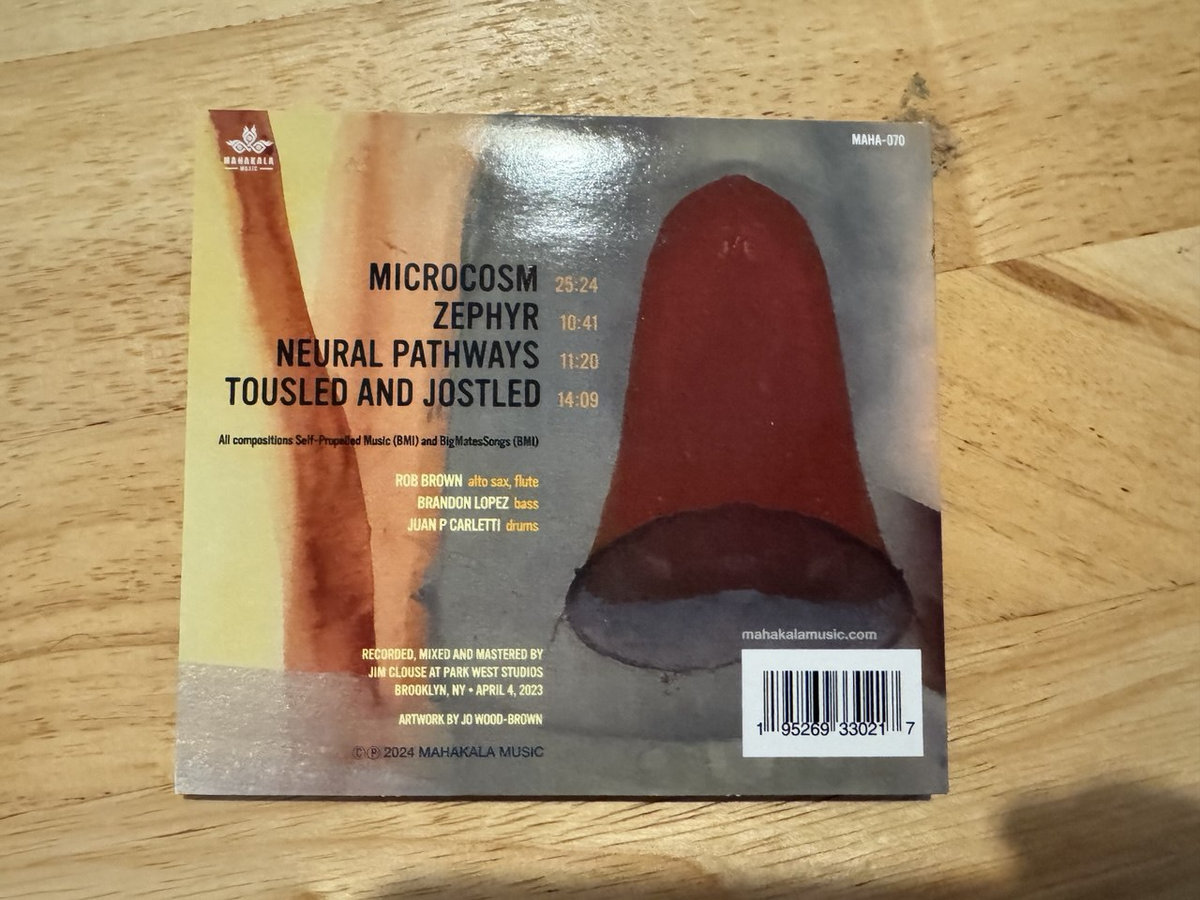 MAHAKALA
MUSIC
MAHA-070
MICROCOSM 25:24
ZEPHYR 10:41
NEURAL PATHWAYS 11:20
TOUSLED AND JOSTLED 14:09
All compositions Self-Propelled Music (BMI) and BigMatesSongs (BMI)
ROB BROWN alto sax, flute
BRANDON LOPEZ bass
JUAN P CARLETTI drums
RECORDED, MIXED AND MASTERED BY
JIM CLOUSE AT PARK WEST STUDIOS
BROOKLYN, NY • APRIL 4, 2023
ARTWORK BY JO WOOD-BROWN
Ⓒ Ⓟ 2024 MAHAKALA MUSIC
mahakalamusic.com
1 95269 33021 7